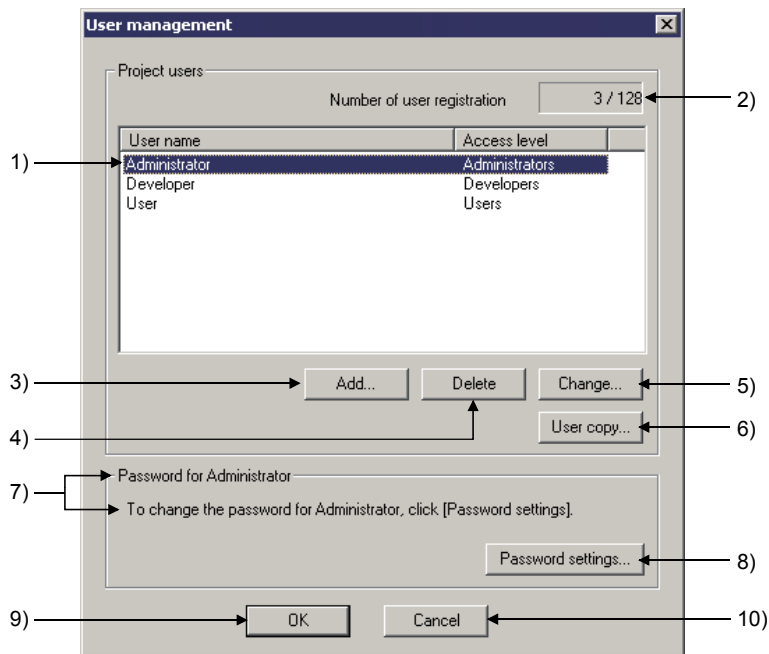 User management
Project users
Number of user registration 3 / 128 2)
User name Access level
1) Administrator Administrators
Developer Developers
User Users
3) Add... Delete Change... 5)
4) User copy... 6)
Password for Administrator
7) To change the password for Administrator, click [Password settings].
Password settings... 8)
9) OK Cancel 10)